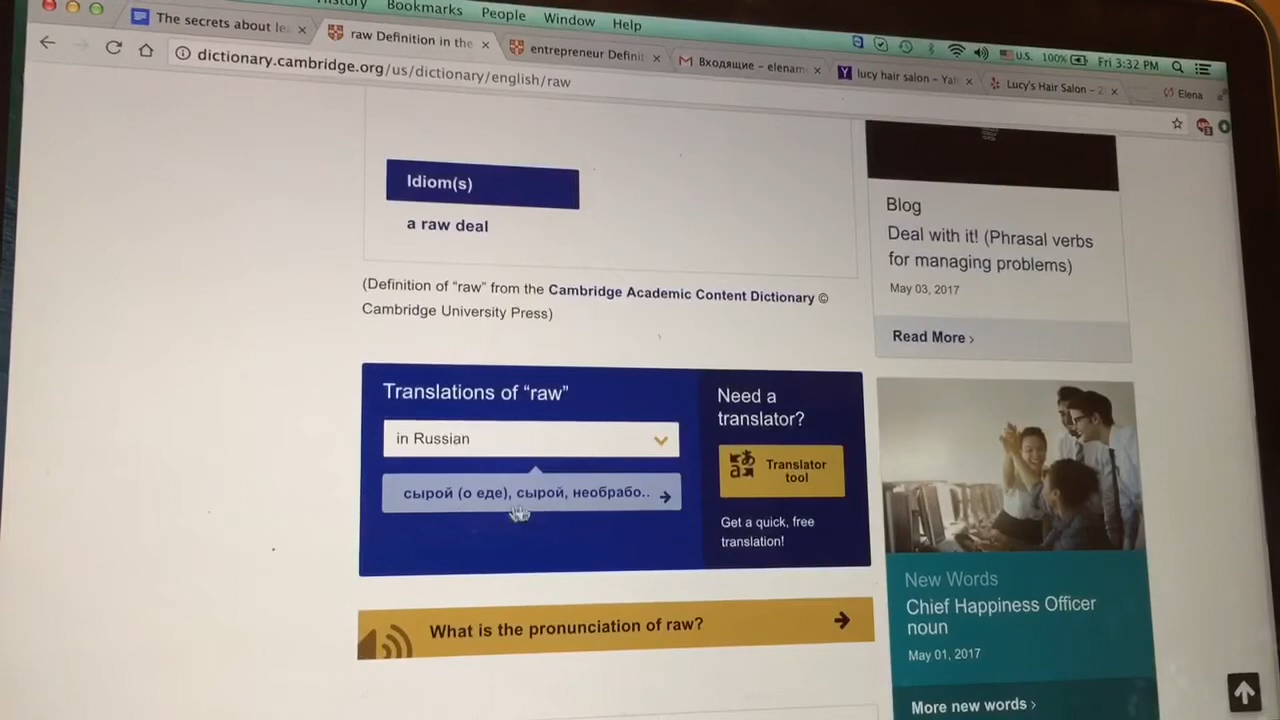 History Bookmarks People Window Help
U.S. 100% Fri 3:32 PM
The secrets about
raw Definition in the
entrepreneur Definit
Входящие – elenam
lucy hair salon – Ya
Lucy's Hair Salon – 2
Elena
dictionary.cambridge.org/us/dictionary/english/raw
Idiom(s)
a raw deal
(Definition of “raw” from the Cambridge Academic Content Dictionary ©
Cambridge University Press)
Translations of “raw”
in Russian
сырой (о еде), сырой, необрабо..
Need a
translator?
Translator
tool
Get a quick, free
translation!
What is the pronunciation of raw?
Blog
Deal with it! (Phrasal verbs
for managing problems)
May 03, 2017
Read More ›
New Words
Chief Happiness Officer
noun
May 01, 2017
More new words ›